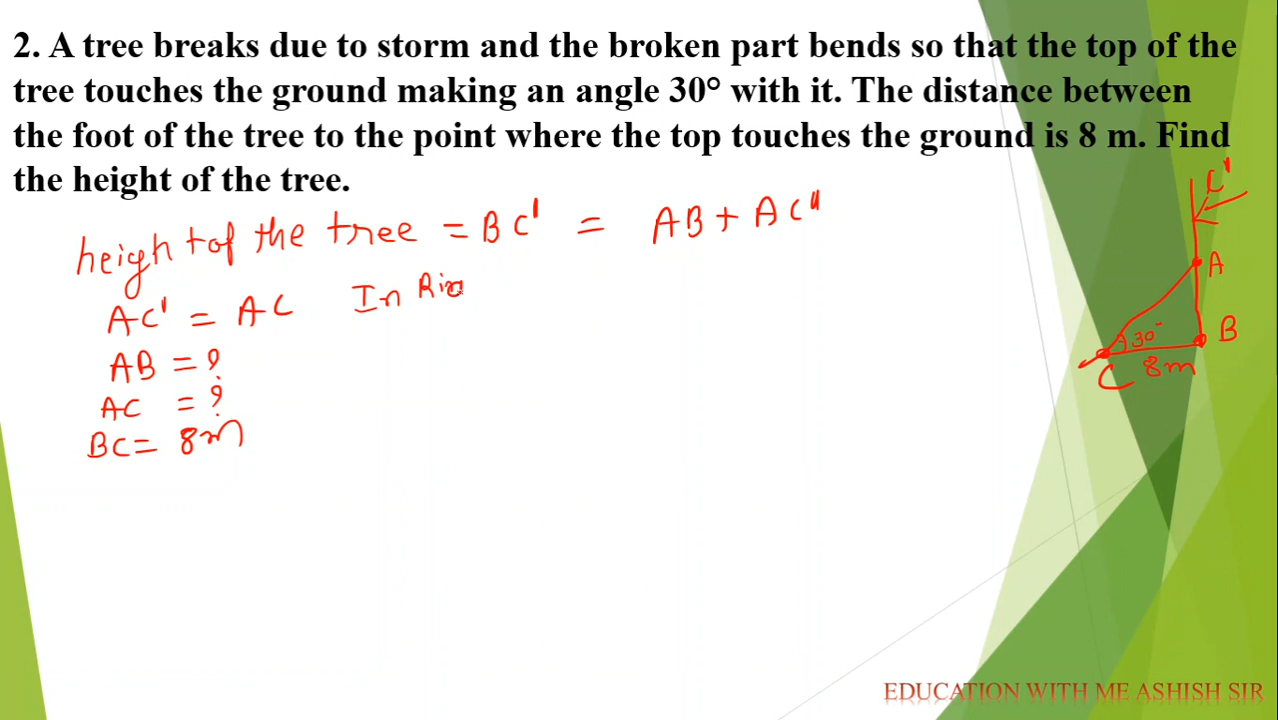 2. A tree breaks due to storm and the broken part bends so that the top of the
tree touches the ground making an angle 30° with it. The distance between
the foot of the tree to the point where the top touches the ground is 8 m. Find
the height of the tree.
height of the tree = BC' = AB + AC"
AC' = AC In Rig
AB = ?
AC = ?
BC = 8m
C'
A
B
30°
8m
C
EDUCATION WITH ME ASHISH SIR